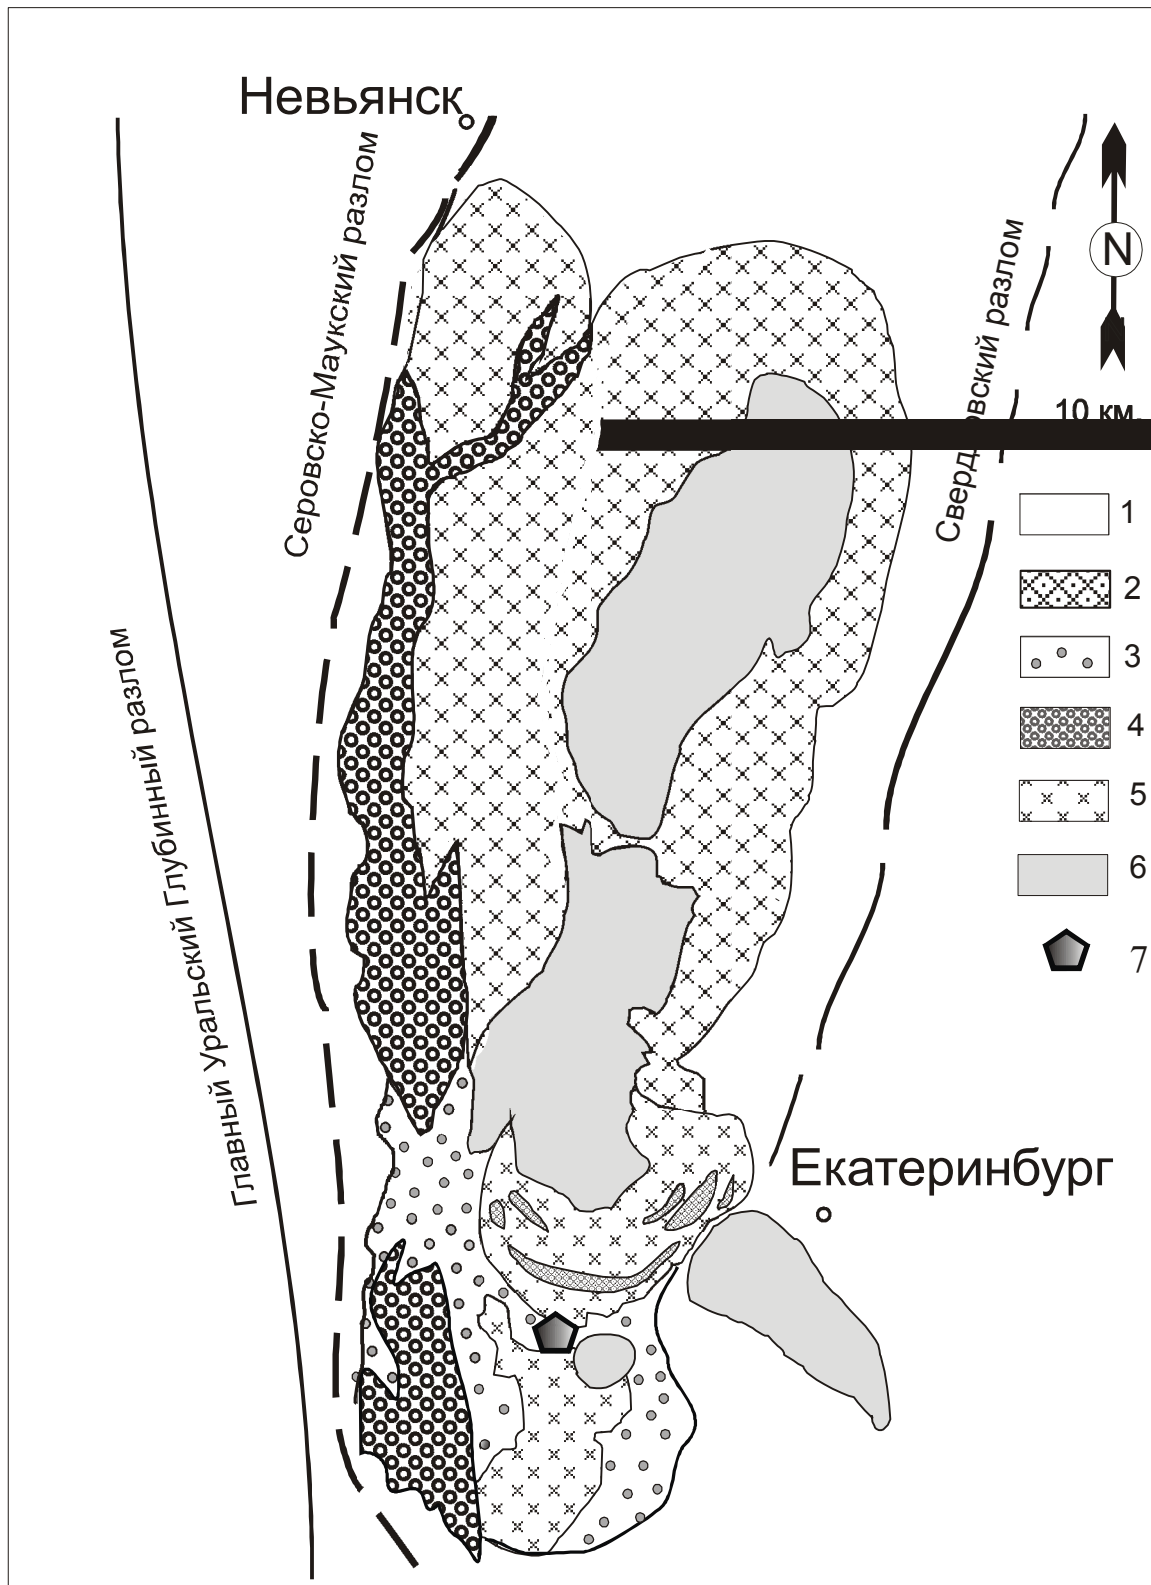 Невьянск
Серовско-Маукский разлом
Свердловский разлом
N
10 км.
1
2
3
4
5
6
7
Главный Уральский Глубинный разлом
Екатеринбург